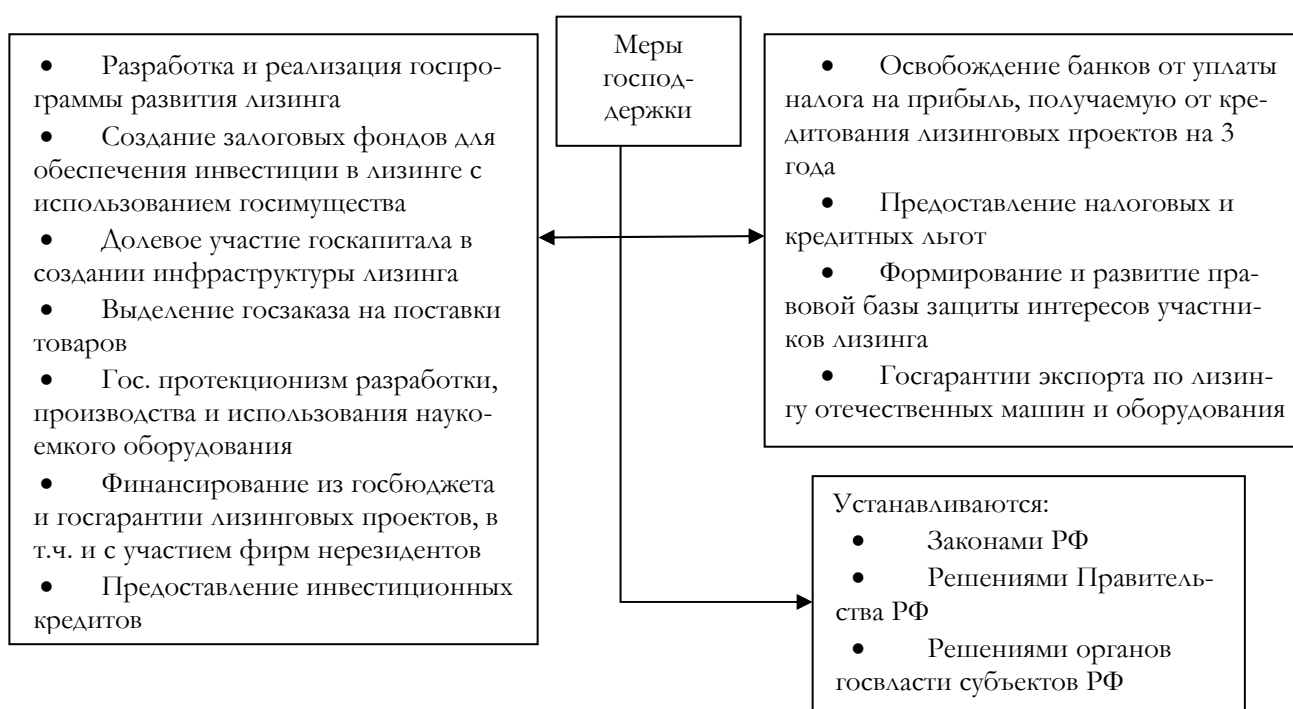 Меры
господ-
держки
• Разработка и реализация госпро-
граммы развития лизинга
• Создание залоговых фондов для
обеспечения инвестиции в лизинге с
использованием госимущества
• Долевое участие госкапитала в
создании инфраструктуры лизинга
• Выделение госзаказа на поставки
товаров
• Гос. протекционизм разработки,
производства и использования науко-
емкого оборудования
• Финансирование из госбюджета
и госгарантии лизинговых проектов, в
т.ч. и с участием фирм нерезидентов
• Предоставление инвестиционных
кредитов
• Освобождение банков от уплаты
налога на прибыль, получаемую от кре-
дитования лизинговых проектов на 3
года
• Предоставление налоговых и
кредитных льгот
• Формирование и развитие пра-
вовой базы защиты интересов участни-
ков лизинга
• Госгарантии экспорта по лизин-
гу отечественных машин и оборудования
Устанавливаются:
• Законами РФ
• Решениями Правитель-
ства РФ
• Решениями органов
госвласти субъектов РФ